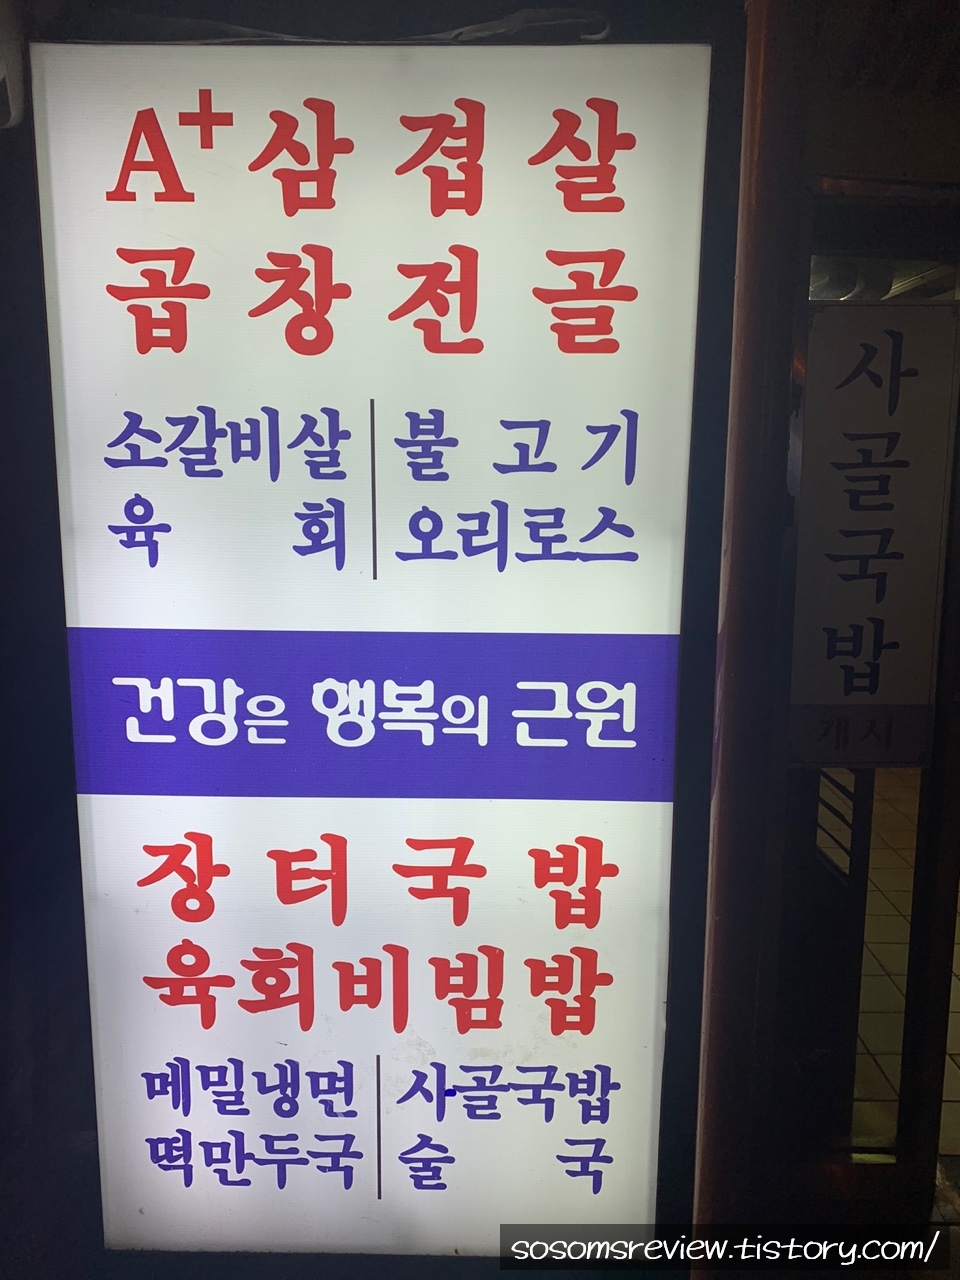 A+ 삼겹살
곱창전골
소갈비살 불고기
육회 오리로스
건강은 행복의 근원
장터국밥
육회비빔밥
메밀냉면 사골국밥
떡만두국 술국
사골국밥
개시
sosomsreview.tistory.com/